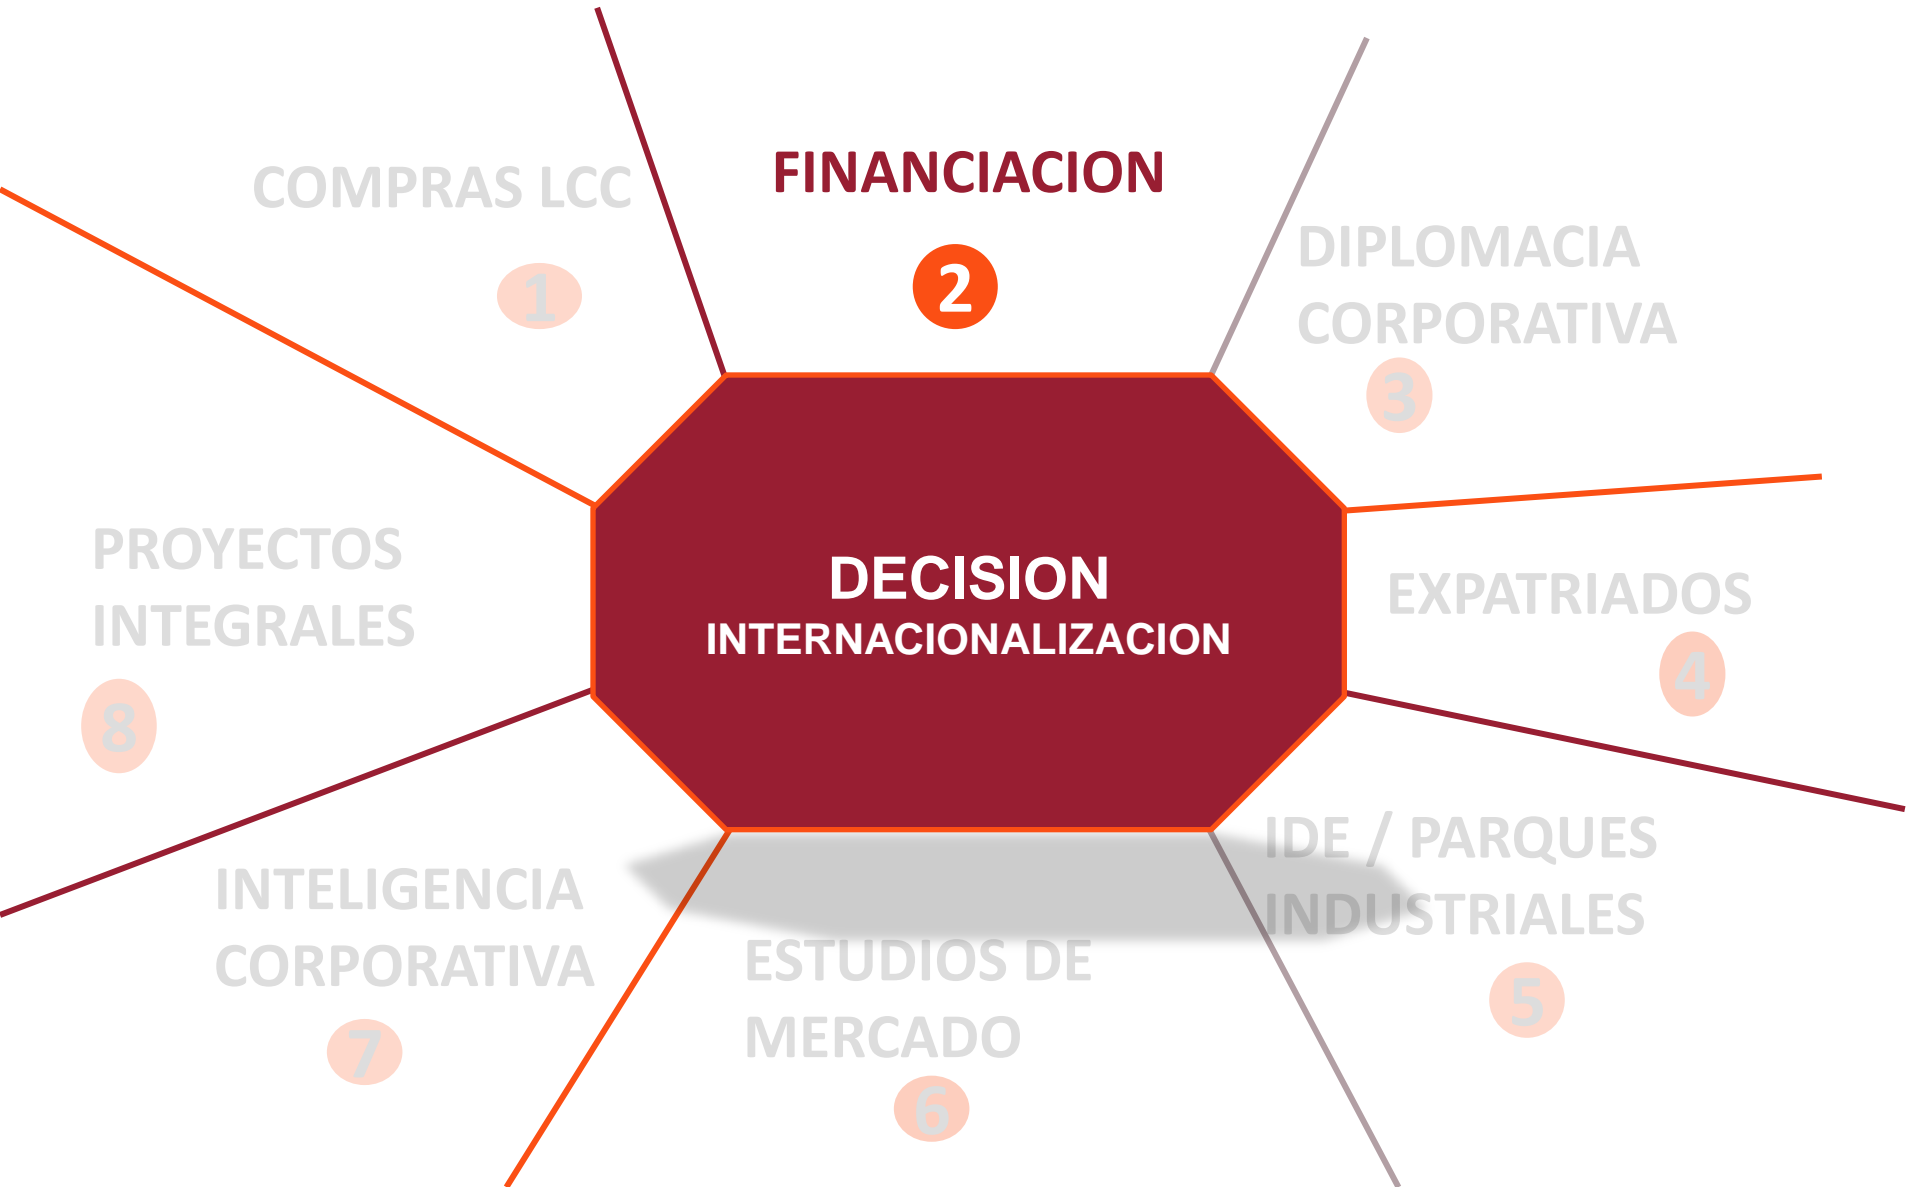 COMPRAS LCC
1
FINANCIACION
2
DIPLOMACIA
CORPORATIVA
3
EXPATRIADOS
4
IDE / PARQUES
INDUSTRIALES
5
ESTUDIOS DE
MERCADO
6
INTELIGENCIA
CORPORATIVA
7
PROYECTOS
INTEGRALES
8
DECISION
INTERNACIONALIZACION